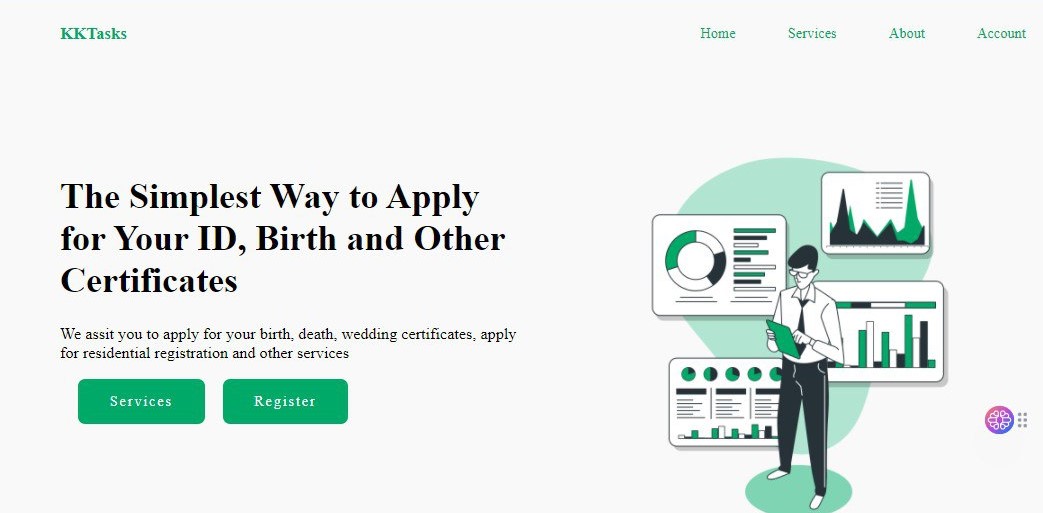 KKTasks
Home Services About Account
The Simplest Way to Apply
for Your ID, Birth and Other
Certificates
We assit you to apply for your birth, death, wedding certificates, apply
for residential registration and other services
Services Register